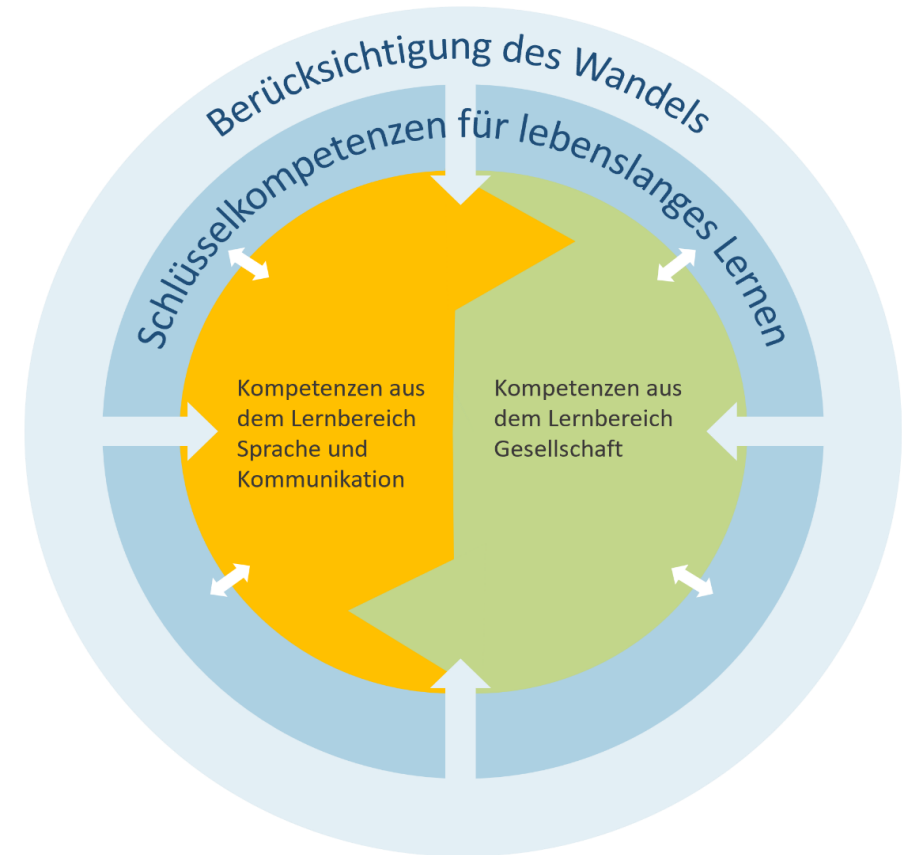 Berücksichtigung des Wandels
Schlüsselkompetenzen für lebenslanges Lernen
Kompetenzen aus
dem Lernbereich
Sprache und
Kommunikation
Kompetenzen aus
dem Lernbereich
Gesellschaft